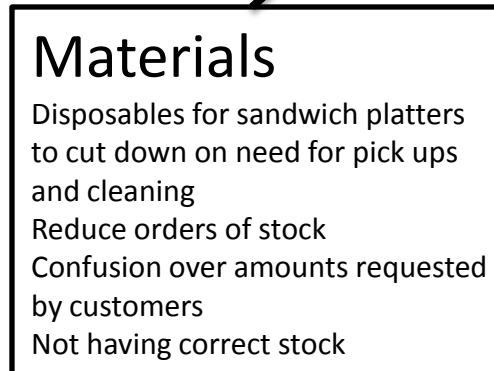 Materials
Disposables for sandwich platters
to cut down on need for pick ups
and cleaning
Reduce orders of stock
Confusion over amounts requested
by customers
Not having correct stock